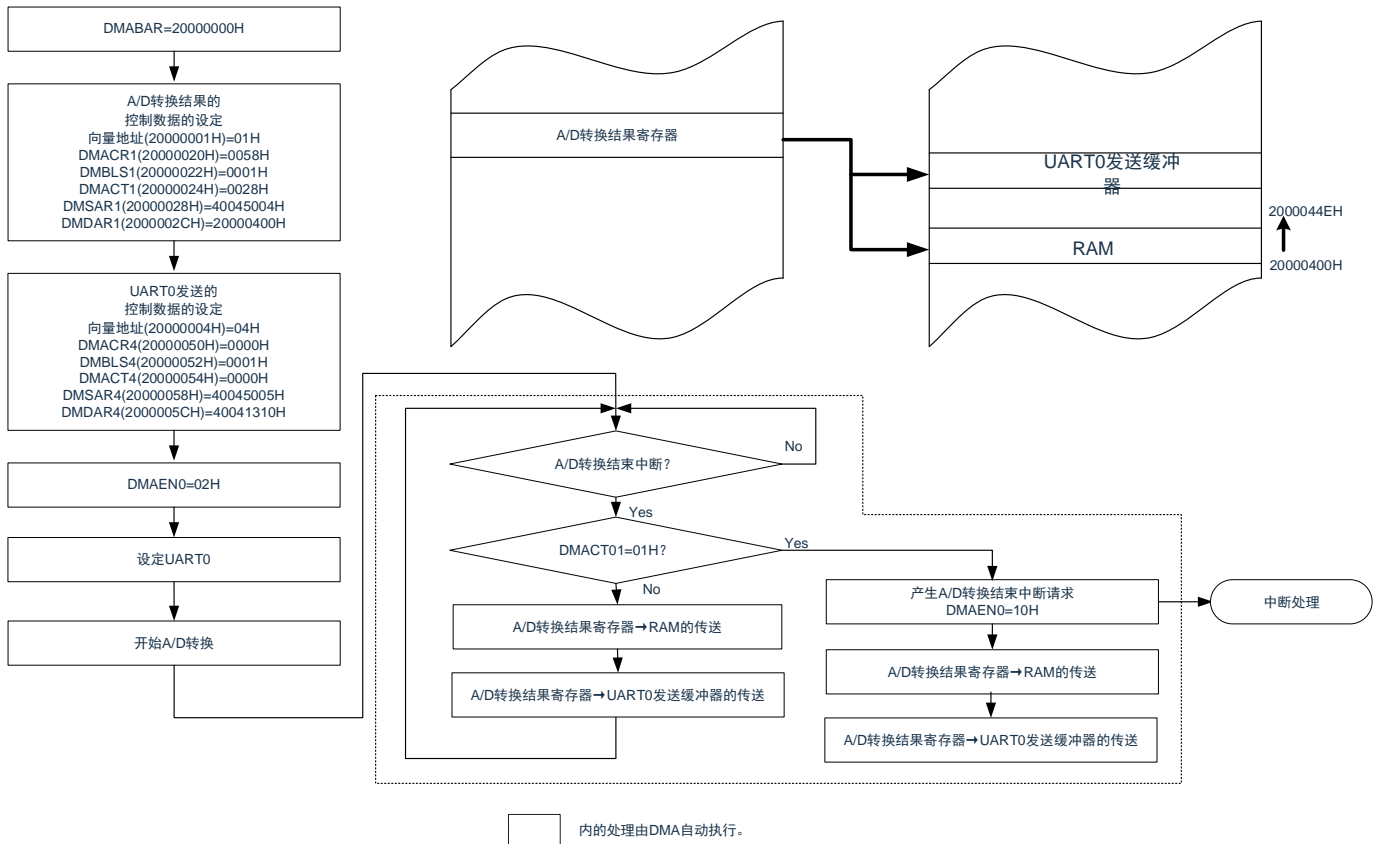 DMABAR=20000000H
A/D转换结果的
控制数据的设定
向量地址(20000001H)=01H
DMACR1(20000020H)=0058H
DMBLS1(20000022H)=0001H
DMACT1(20000024H)=0028H
DMSAR1(20000028H)=40045004H
DMDAR1(2000002CH)=20000400H
UART0发送的
控制数据的设定
向量地址(20000004H)=04H
DMACR4(20000050H)=0000H
DMBLS4(20000052H)=0001H
DMACT4(20000054H)=0000H
DMSAR4(20000058H)=40045005H
DMDAR4(2000005CH)=40041310H
DMAEN0=02H
设定UART0
开始A/D转换
A/D转换结果寄存器
UART0发送缓冲
器
2000044EH
RAM
20000400H
A/D转换结束中断?
No
Yes
DMACT01=01H?
Yes
No
A/D转换结果寄存器→RAM的传送
A/D转换结果寄存器→UART0发送缓冲器的传送
产生A/D转换结束中断请求
DMAEN0=10H
中断处理
A/D转换结果寄存器→RAM的传送
A/D转换结果寄存器→UART0发送缓冲器的传送
内的处理由DMA自动执行。